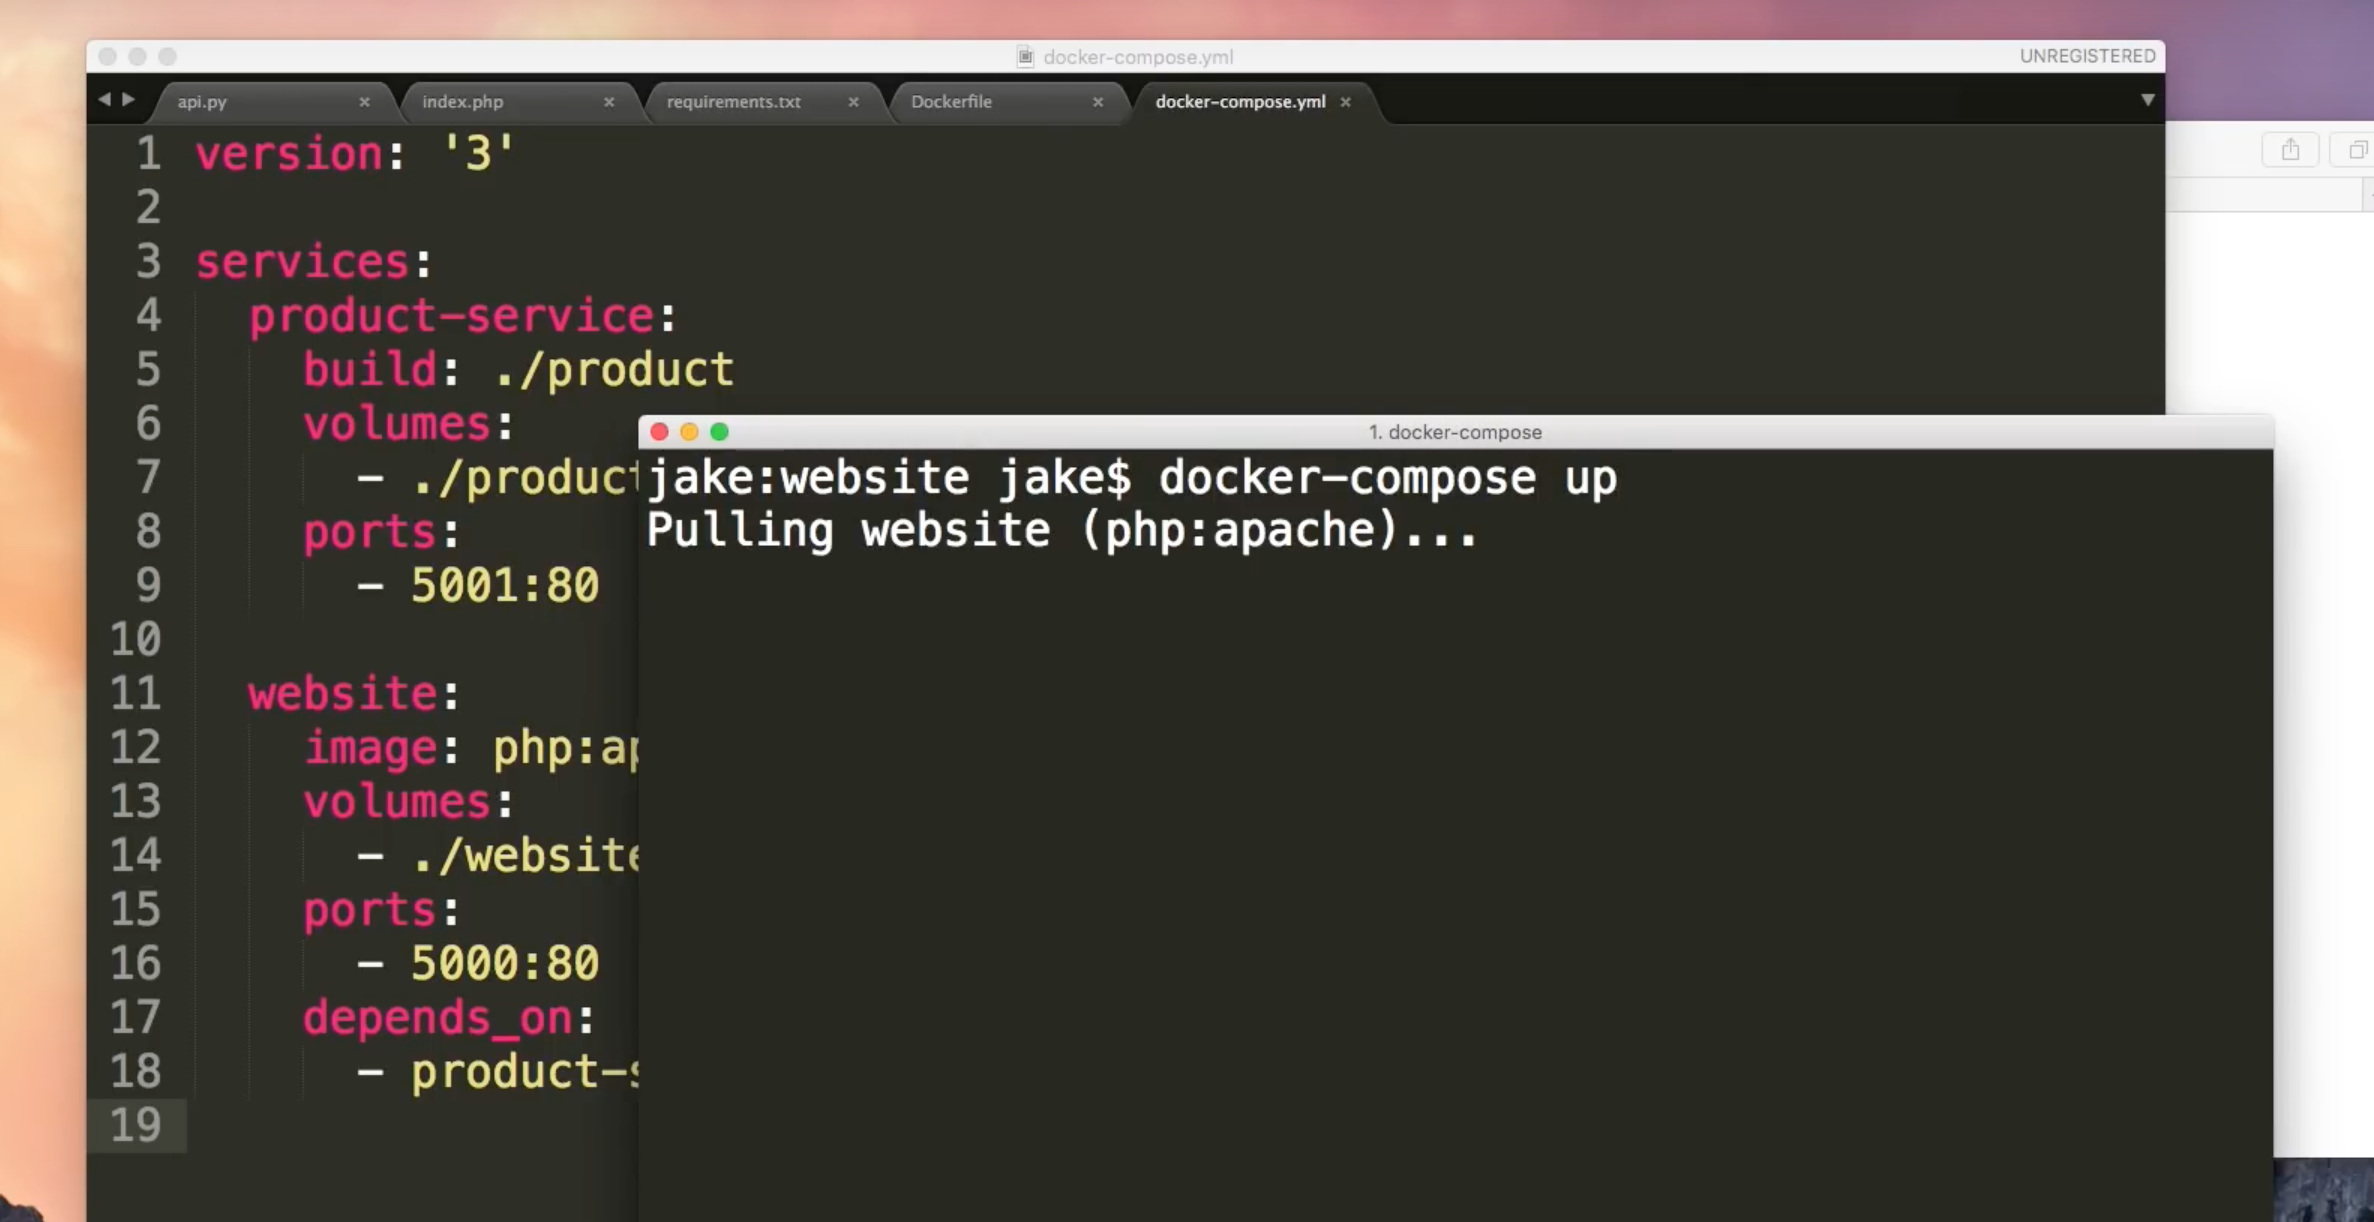 docker-compose.yml
UNREGISTERED
api.py
index.php
requirements.txt
Dockerfile
docker-compose.yml
1 version: '3'
2
3 services:
4 product-service:
5 build: ./product
6 volumes:
7 - ./product
8 ports:
9 - 5001:80
10
11 website:
12 image: php:ap
13 volumes:
14 - ./website
15 ports:
16 - 5000:80
17 depends_on:
18 - product-s
19
1. docker-compose
jake:website jake$ docker-compose up
Pulling website (php:apache)...